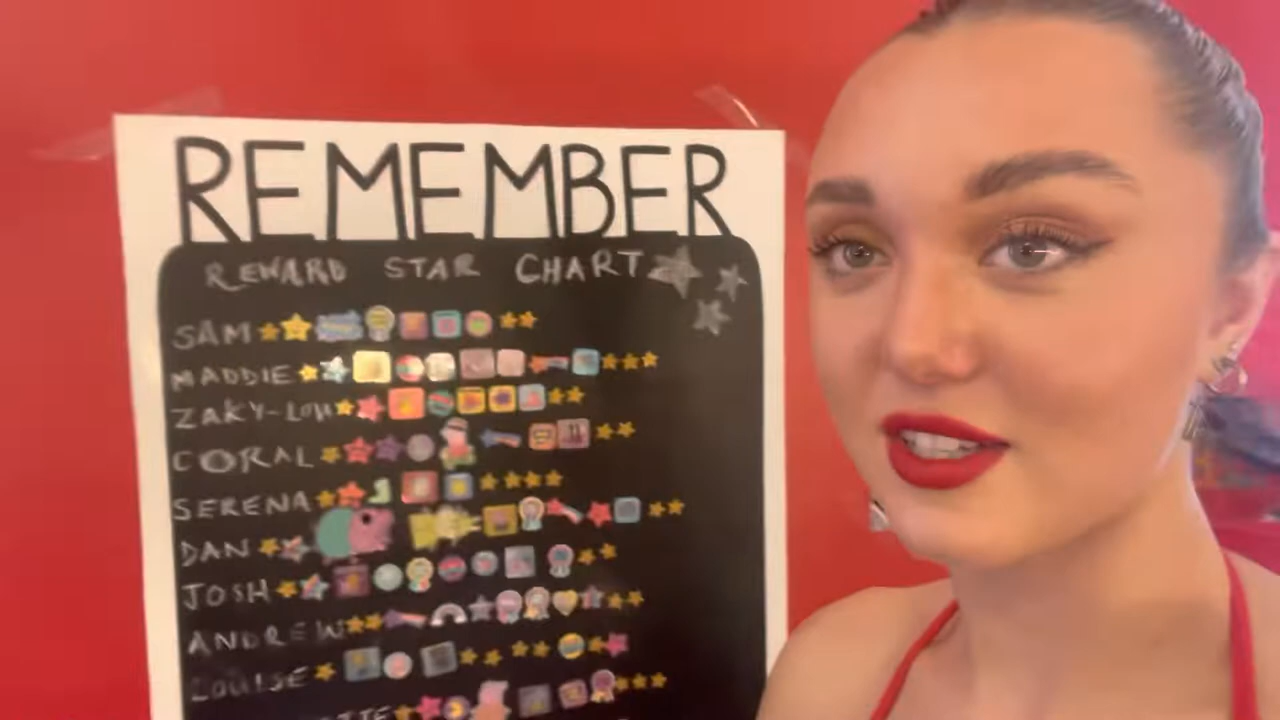 REMEMBER
REWARD STAR CHART
SAM
MADDIE
ZAKY-LOU
CORAL
SERENA
DAN
JOSH
ANDREW
LOUISE